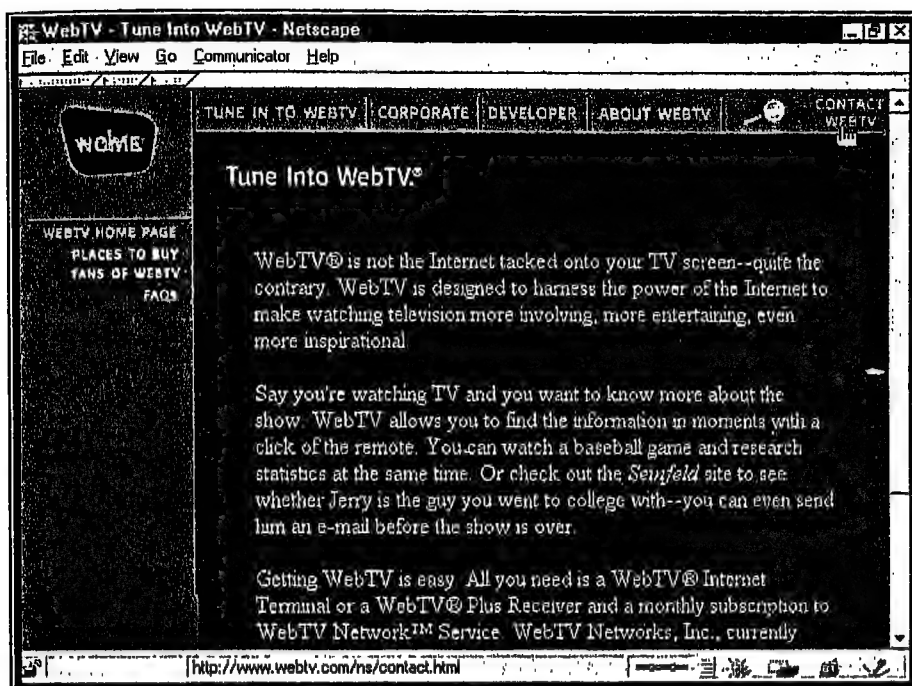 WebTV - Tune Into WebTV - Netscape
File Edit View Go Communicator Help
TUNE IN TO WEBTV CORPORATE DEVELOPER ABOUT WEBTV CONTACT WEBTV
HOME
Tune Into WebTV.®
WEBTV HOME PAGE
PLACES TO BUY
FANS OF WEBTV
FAQS
WebTV® is not the Internet tacked onto your TV screen--quite the
contrary. WebTV is designed to harness the power of the Internet to
make watching television more involving, more entertaining, even
more inspirational.
Say you're watching TV and you want to know more about the
show. WebTV allows you to find the information in moments with a
click of the remote. You can watch a baseball game and research
statistics at the same time. Or check out the Seinfeld site to see
whether Jerry is the guy you went to college with--you can even send
him an e-mail before the show is over.
Getting WebTV is easy. All you need is a WebTV® Internet
Terminal or a WebTV® Plus Receiver and a monthly subscription to
WebTV Network™ Service. WebTV Networks, Inc., currently
http://www.webtv.com/ns/contact.html